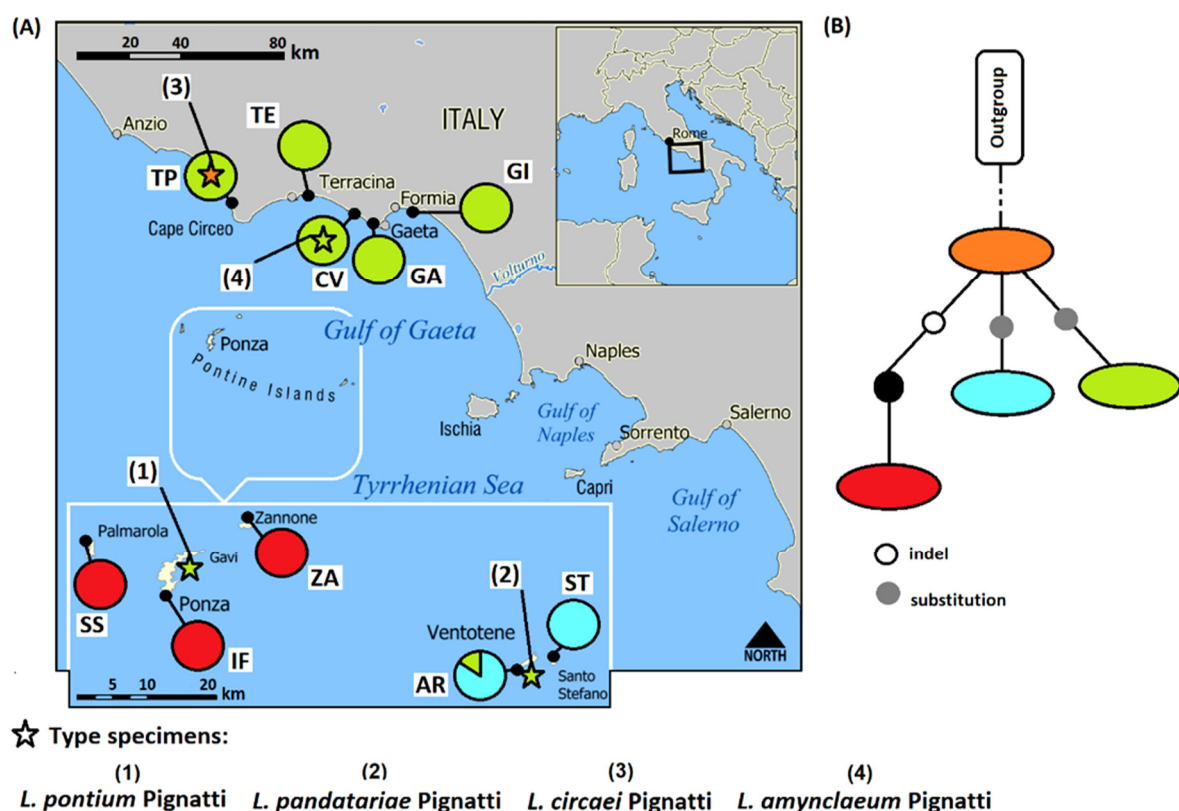 (A)
(B)
20 40 80 km
(3)
Anzio
TE
ITALY
Rome
Outgroup
TP
Terracina
GI
Formia
Cape Circeo
Gaeta
(4)
CV
GA
Volturno
Gulf of Gaeta
Ponza
Pontine Islands
Naples
Ischia
Gulf of
Naples
Sorrento
Salerno
Capri
(1)
Tyrrhenian Sea
Gulf of
Salerno
Palmarola
Zannone
Gavi
(2)
ST
ZA
SS
Ponza
Ventotene
IF
AR
Santo
Stefano
NORTH
5 10 20 km
indel
substitution
Type specimens:
(1) (2) (3) (4)
L. pontium Pignatti L. pandatariae Pignatti L. circaei Pignatti L. amynclaeum Pignatti